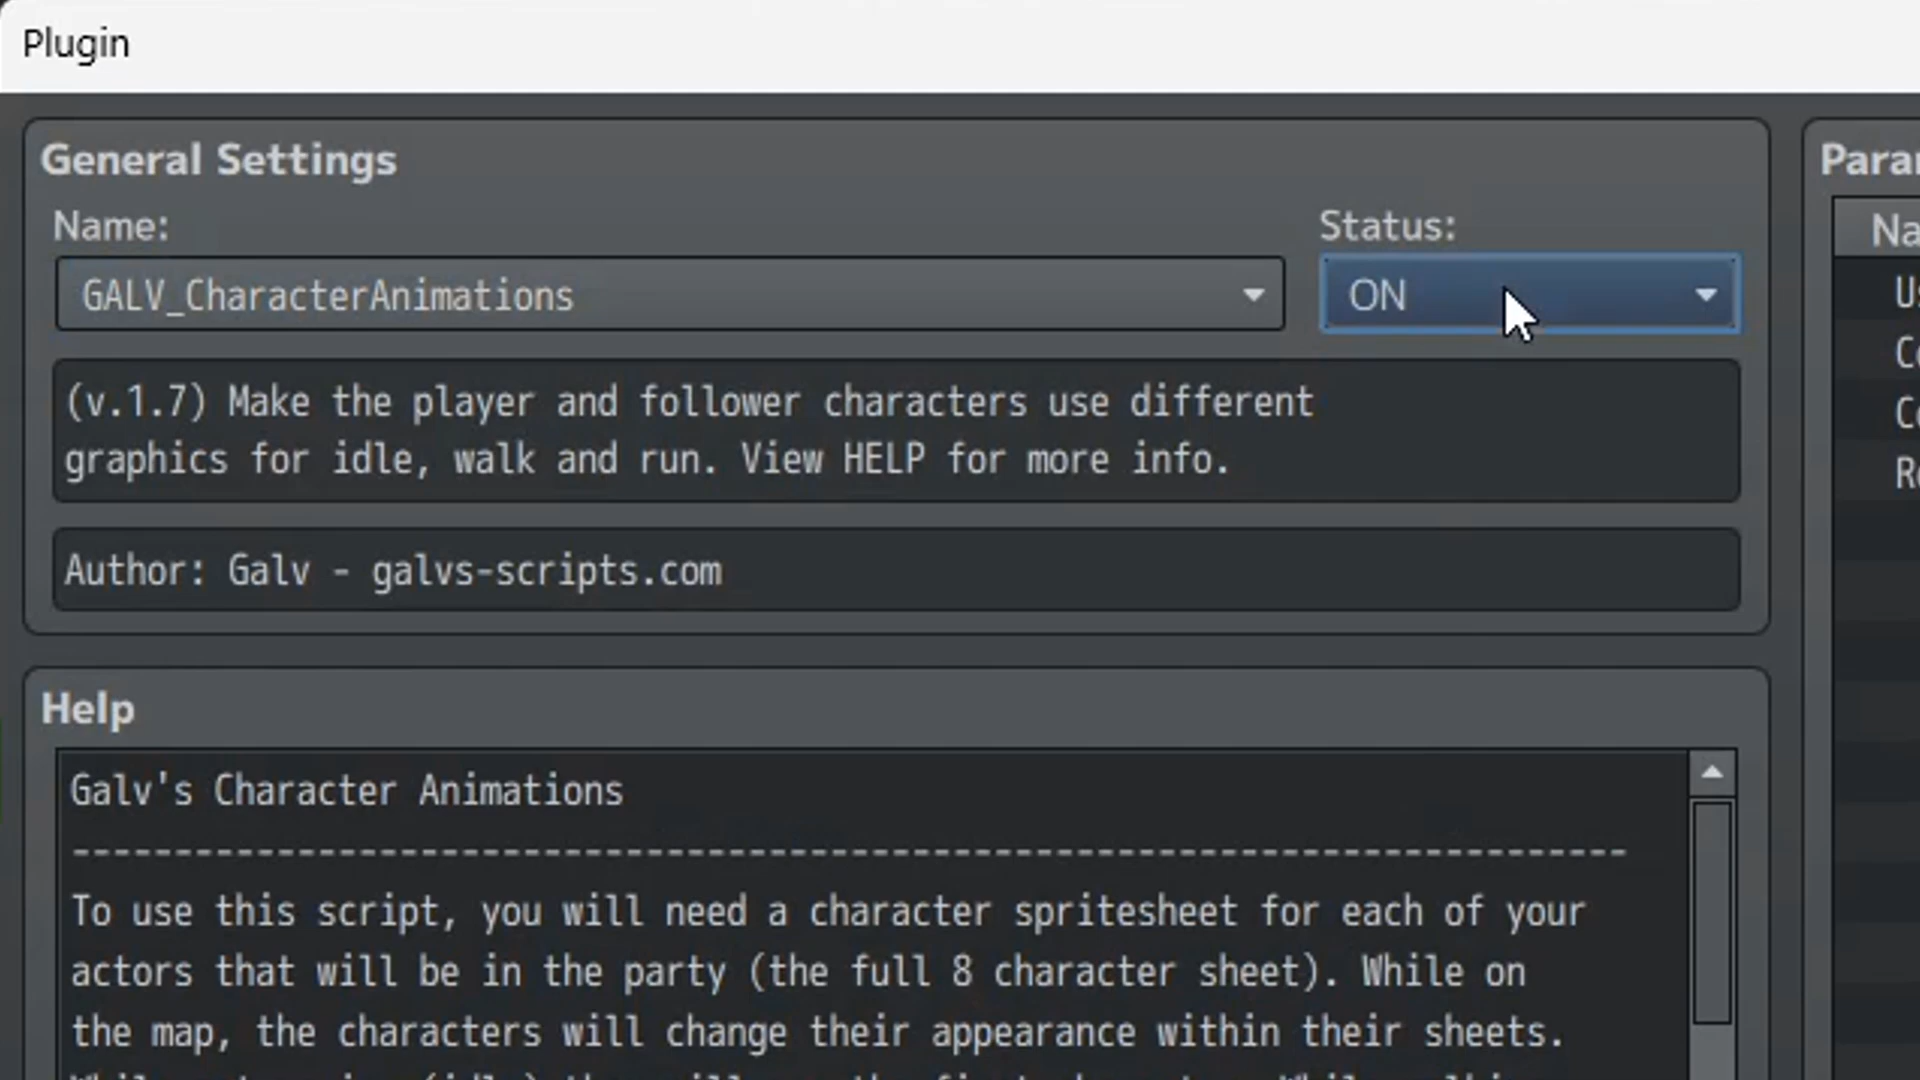 Plugin
General Settings
Name:
Status:
GALV_CharacterAnimations
ON
(v.1.7) Make the player and follower characters use different
graphics for idle, walk and run. View HELP for more info.
Author: Galv - galvs-scripts.com
Help
Galv's Character Animations
----------------------------------------------------------------------------
To use this script, you will need a character spritesheet for each of your
actors that will be in the party (the full 8 character sheet). While on
the map, the characters will change their appearance within their sheets.